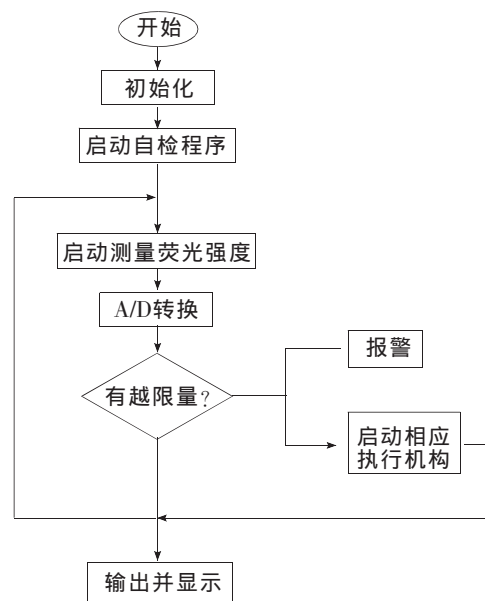 开始
初始化
启动自检程序
启动测量荧光强度
A/D转换
有越限量?
报警
启动相应
执行机构
输出并显示